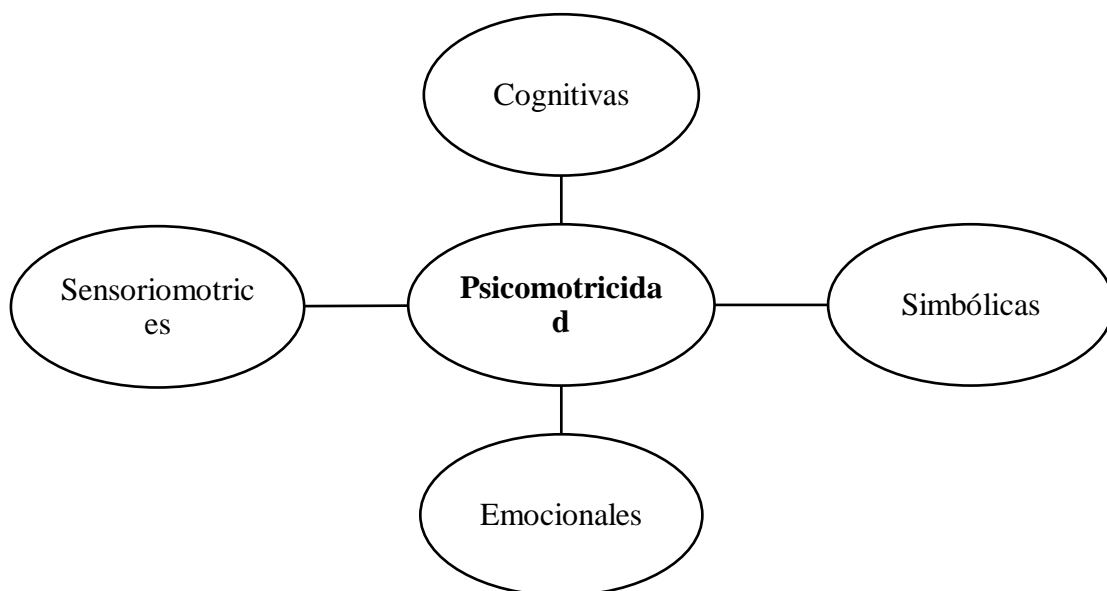 Cognitivas
Sensoriomotric
es
Psicomotricida
d
Simbólicas
Emocionales